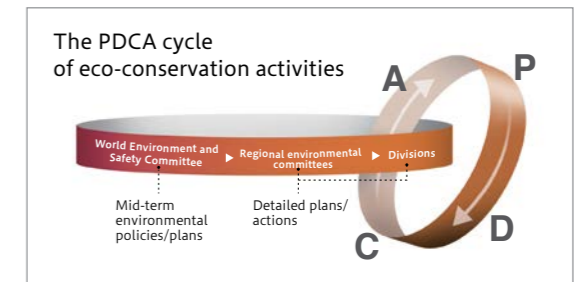 The PDCA cycle
of eco-conservation activities
A
P
World Environment and
Safety Committee
Regional environmental
committees
Divisions
Mid-term
environmental
policies/plans
Detailed plans/
actions
C
D